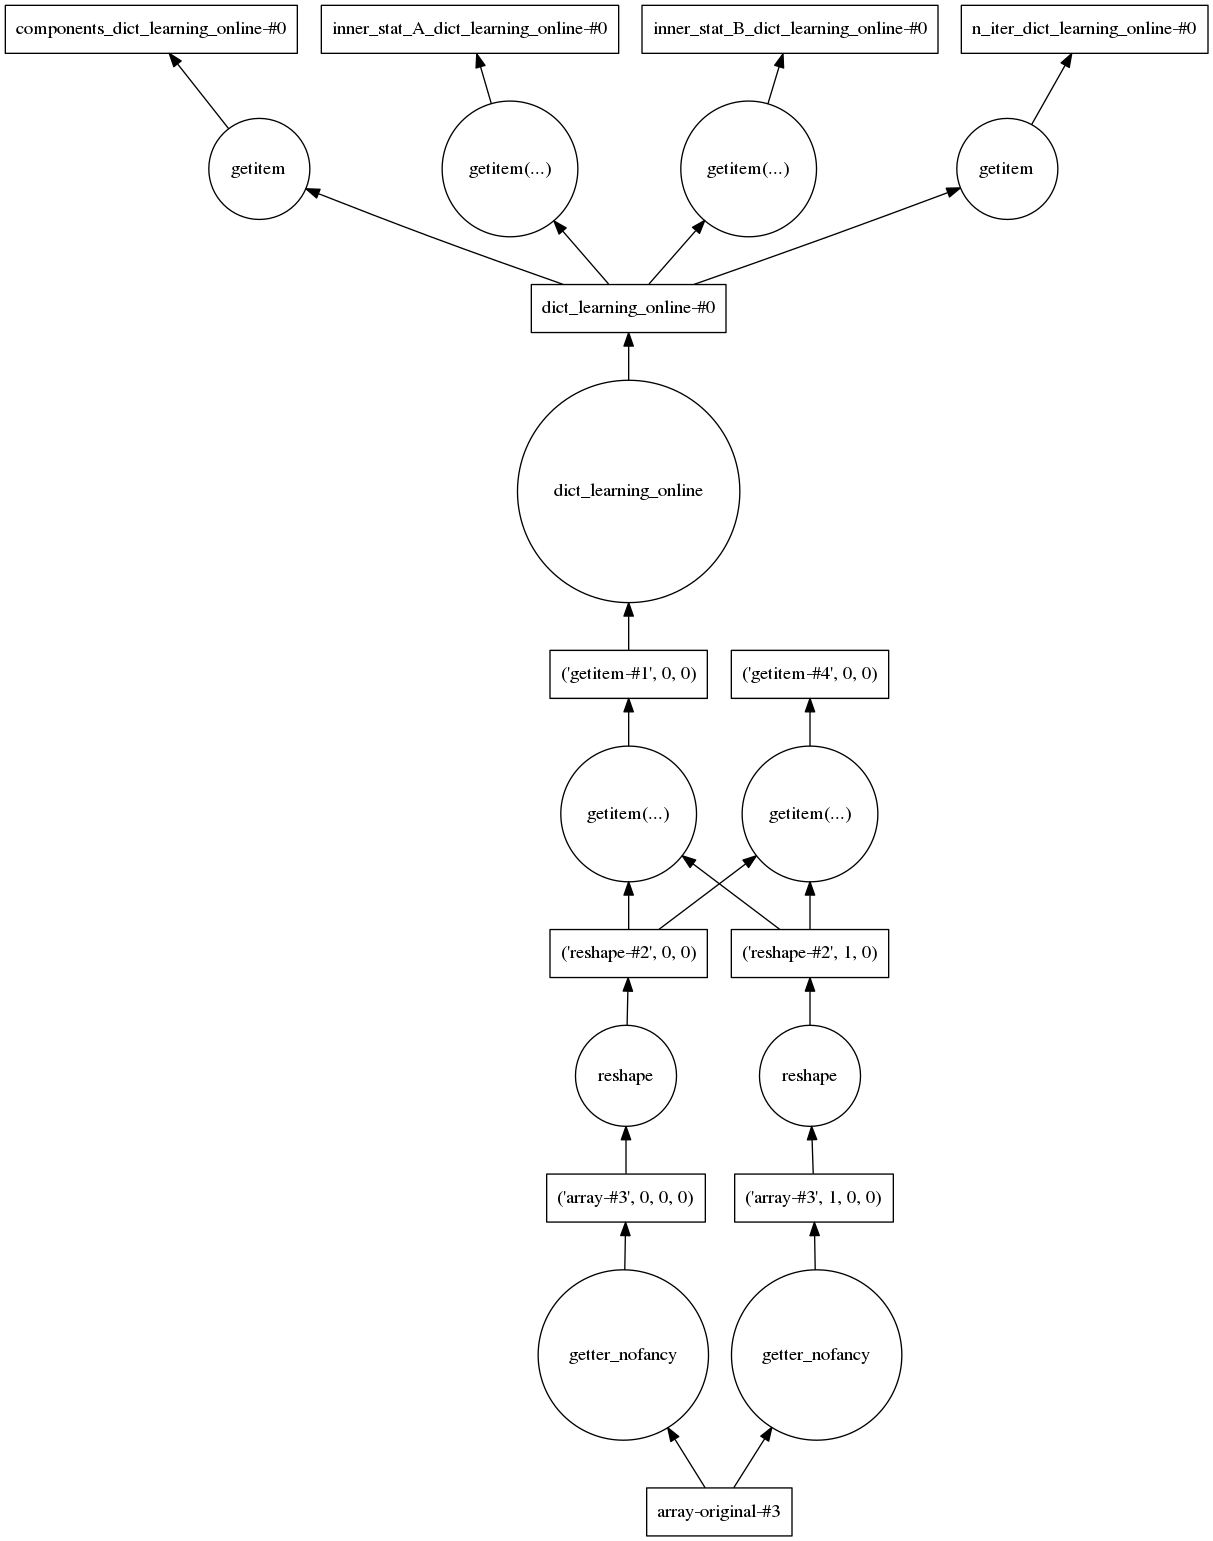 components_dict_learning_online-#0
inner_stat_A_dict_learning_online-#0
inner_stat_B_dict_learning_online-#0
n_iter_dict_learning_online-#0
getitem
getitem(...)
getitem(...)
getitem
dict_learning_online-#0
dict_learning_online
('getitem-#1', 0, 0)
('getitem-#4', 0, 0)
getitem(...)
getitem(...)
('reshape-#2', 0, 0)
('reshape-#2', 1, 0)
reshape
reshape
('array-#3', 0, 0, 0)
('array-#3', 1, 0, 0)
getter_nofancy
getter_nofancy
array-original-#3